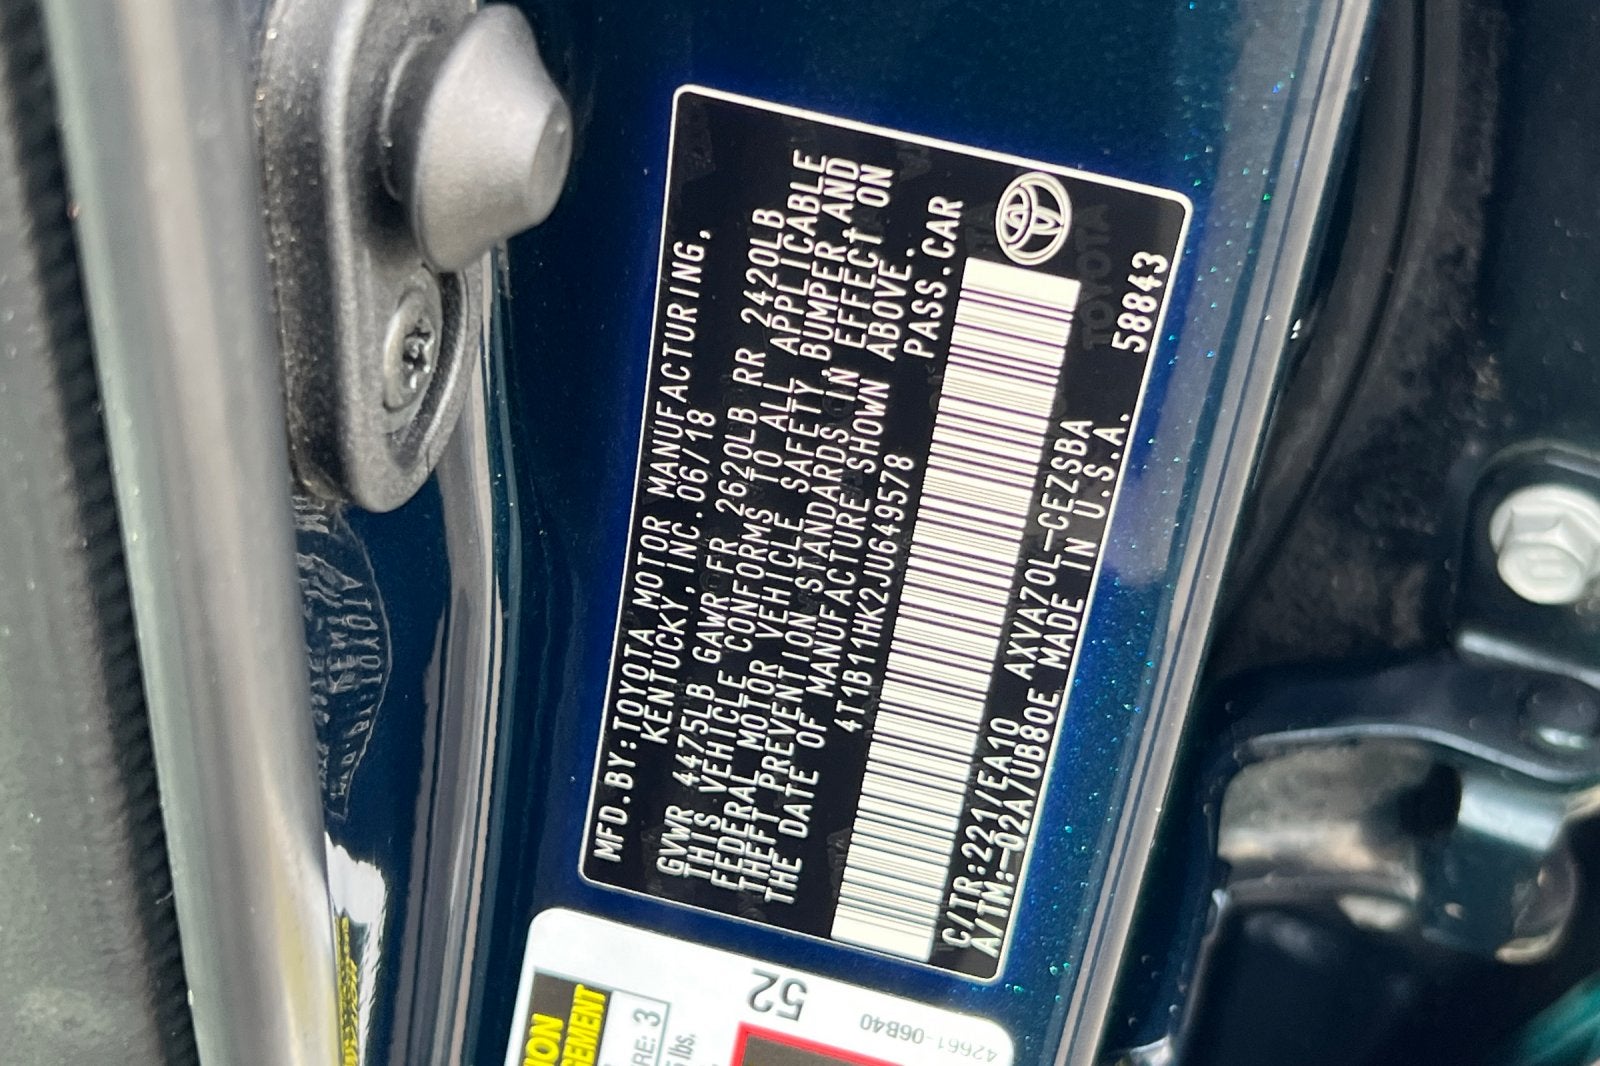 MFD.BY:TOYOTA MOTOR MANUFACTURING,
KENTUCKY,INC.06/18
GVWR 4475LB GAWR FR 2620LB RR 2420LB
THIS VEHICLE CONFORMS TO ALL APPLICABLE
FEDERAL MOTOR VEHICLE SAFETY,BUMPER,AND
THEFT PREVENTION STANDARDS IN EFFECT ON
THE DATE OF MANUFACTURE SHOWN ABOVE.
4T1B11HK2JU649578 PASS.CAR
C/TR:221/EA10 AXVA70L-CEZSBA
A/TM:-02A/UB80E MADE IN U.S.A.
58843
TOYOTA
52
42661-06B40
RE: 3
lbs.